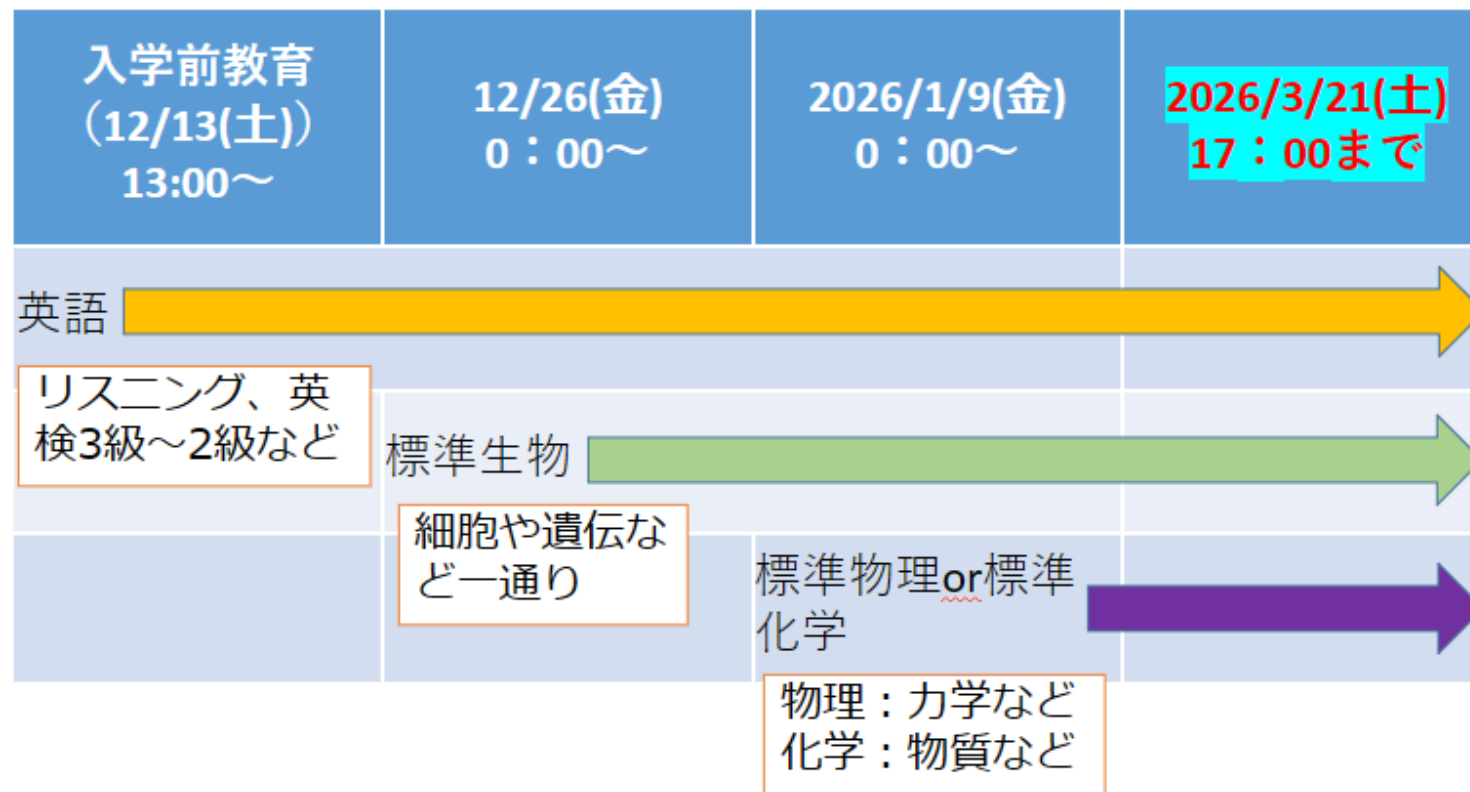 入学前教育
（12/13(土)）
13:00～
12/26(金)
0：00～
2026/1/9(金)
0：00～
2026/3/21(土)
17：00まで
英語
リスニング、英
検3級～2級など
標準生物
細胞や遺伝な
ど一通り
標準物理or標準
化学
物理：力学など
化学：物質など